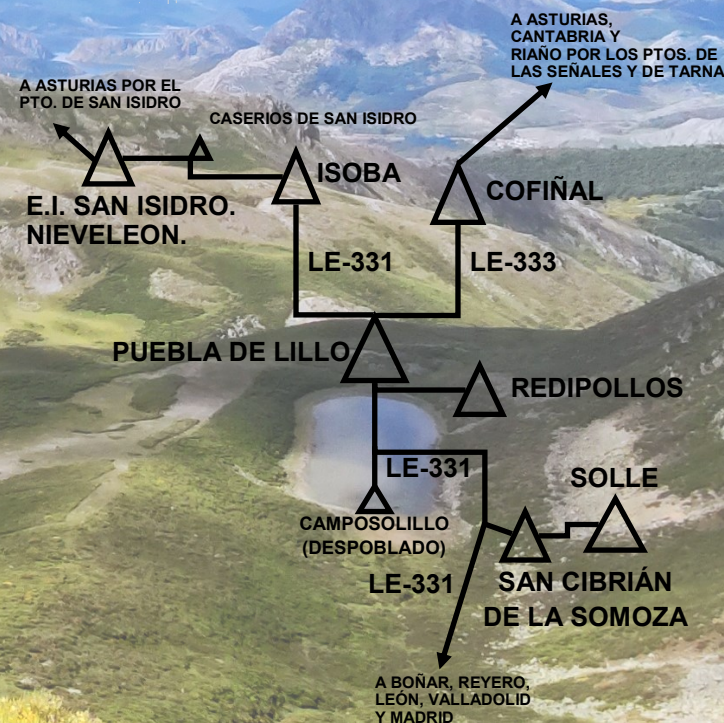 A ASTURIAS,
CANTABRIA Y
RIAÑO POR LOS PTOS. DE
LAS SEÑALES Y DE TARNA
A ASTURIAS POR EL
PTO. DE SAN ISIDRO
CASERIOS DE SAN ISIDRO
ISOBA
COFIÑAL
E.I. SAN ISIDRO.
NIEVELEON.
LE-331
LE-333
PUEBLA DE LILLO
REDIPOLLOS
LE-331
SOLLE
CAMPOSOLILLO
(DESPOBLADO)
LE-331
SAN CIBRIÁN
DE LA SOMOZA
A BOÑAR, REYERO,
LEÓN, VALLADOLID
Y MADRID